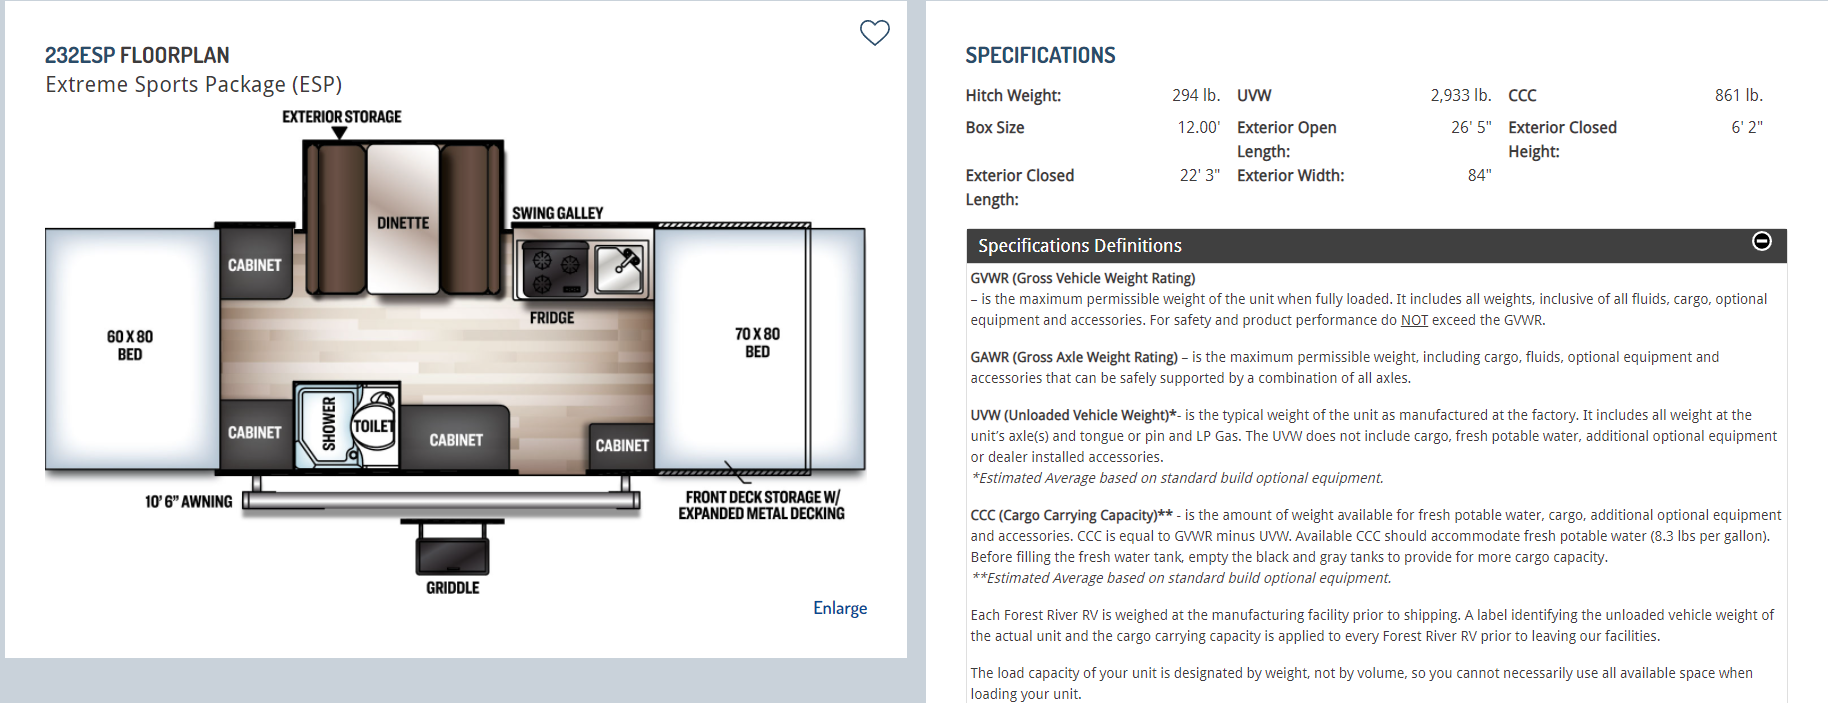 232ESP FLOORPLAN
Extreme Sports Package (ESP)
EXTERIOR STORAGE
DINETTE
SWING GALLEY
CABINET
FRIDGE
60 X 80
BED
70 X 80
BED
CABINET
SHOWER
TOILET
CABINET
CABINET
10' 6” AWNING
FRONT DECK STORAGE W/
EXPANDED METAL DECKING
GRIDDLE
Enlarge
SPECIFICATIONS
Hitch Weight: 294 lb. UVW 2,933 lb. CCC 861 lb.
Box Size 12.00' Exterior Open 26' 5" Exterior Closed 6' 2"
Length: Height:
Exterior Closed 22' 3" Exterior Width: 84"
Length:
Specifications Definitions
GVWR (Gross Vehicle Weight Rating)
– is the maximum permissible weight of the unit when fully loaded. It includes all weights, inclusive of all fluids, cargo, optional
equipment and accessories. For safety and product performance do NOT exceed the GVWR.
GAWR (Gross Axle Weight Rating) – is the maximum permissible weight, including cargo, fluids, optional equipment and
accessories that can be safely supported by a combination of all axles.
UVW (Unloaded Vehicle Weight)*- is the typical weight of the unit as manufactured at the factory. It includes all weight at the
unit’s axle(s) and tongue or pin and LP Gas. The UVW does not include cargo, fresh potable water, additional optional equipment
or dealer installed accessories.
*Estimated Average based on standard build optional equipment.
CCC (Cargo Carrying Capacity)** - is the amount of weight available for fresh potable water, cargo, additional optional equipment
and accessories. CCC is equal to GVWR minus UVW. Available CCC should accommodate fresh potable water (8.3 lbs per gallon).
Before filling the fresh water tank, empty the black and gray tanks to provide for more cargo capacity.
**Estimated Average based on standard build optional equipment.
Each Forest River RV is weighed at the manufacturing facility prior to shipping. A label identifying the unloaded vehicle weight of
the actual unit and the cargo carrying capacity is applied to every Forest River RV prior to leaving our facilities.
The load capacity of your unit is designated by weight, not by volume, so you cannot necessarily use all available space when
loading your unit.